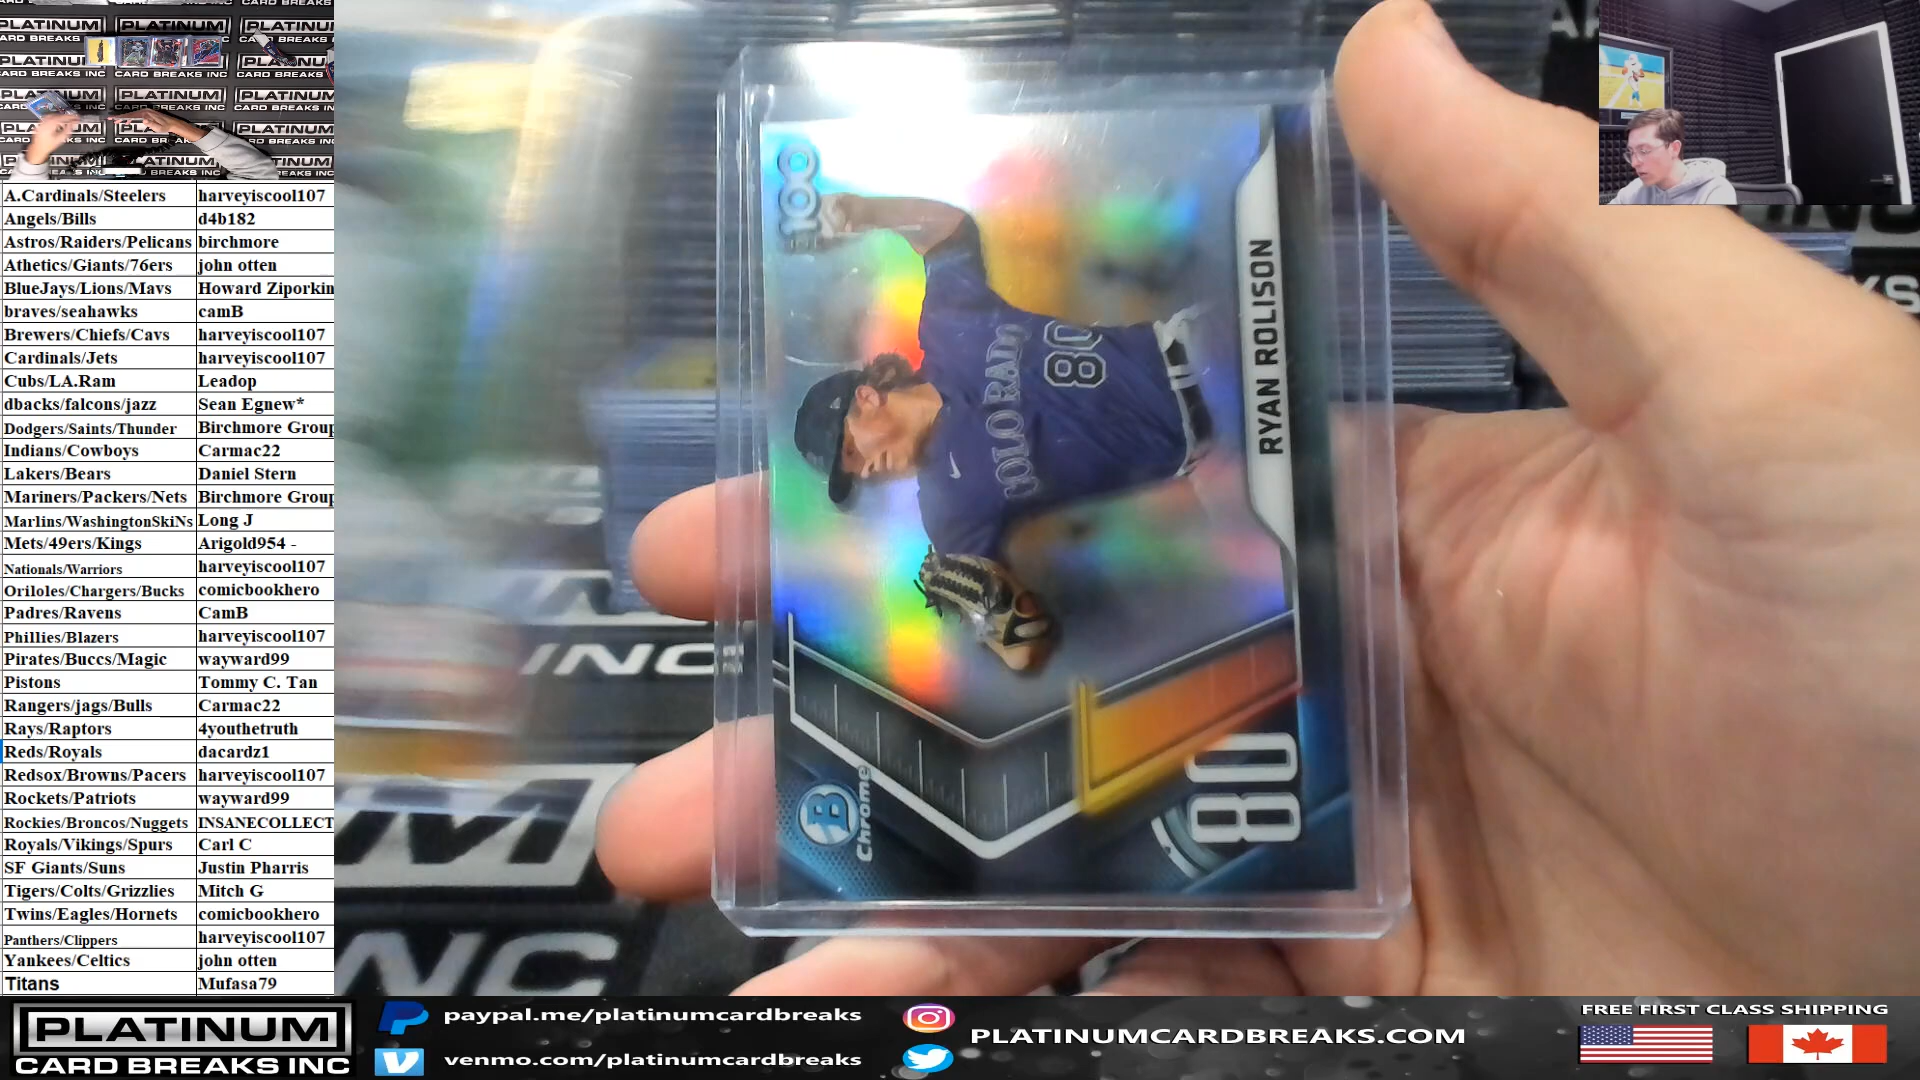 A.Cardinals/Steelers harveyiscool107
Angels/Bills d4b182
Astros/Raiders/Pelicans birchmore
Athetics/Giants/76ers john otten
BlueJays/Lions/Mavs Howard Ziporkin
braves/seahawks camB
Brewers/Chiefs/Cavs harveyiscool107
Cardinals/Jets harveyiscool107
Cubs/LA.Ram Leadop
dbacks/falcons/jazz Sean Egnew*
Dodgers/Saints/Thunder Birchmore Group
Indians/Cowboys Carmac22
Lakers/Bears Daniel Stern
Mariners/Packers/Nets Birchmore Group
Marlins/WashingtonSkiNs Long J
Mets/49ers/Kings Arigold954 -
Nationals/Warriors harveyiscool107
Oriloles/Chargers/Bucks comicbookhero
Padres/Ravens CamB
Phillies/Blazers harveyiscool107
Pirates/Buccs/Magic wayward99
Pistons Tommy C. Tan
Rangers/jags/Bulls Carmac22
Rays/Raptors 4youthetruth
Reds/Royals dacardz1
Redsox/Browns/Pacers harveyiscool107
Rockets/Patriots wayward99
Rockies/Broncos/Nuggets INSANECOLLECT
Royals/Vikings/Spurs Carl C
SF Giants/Suns Justin Pharris
Tigers/Colts/Grizzlies Mitch G
Twins/Eagles/Hornets comicbookhero
Panthers/Clippers harveyiscool107
Yankees/Celtics john otten
Titans Mufasa79
100
COLORADO
80
RYAN ROLISON
B
Chrome
80
INC
UM
INC
PLATINUM
CARD BREAKS INC
paypal.me/platinumcardbreaks
venmo.com/platinumcardbreaks
PLATINUMCARDBREAKS.COM
FREE FIRST CLASS SHIPPING
PLATINUM
CARD BREAKS INC